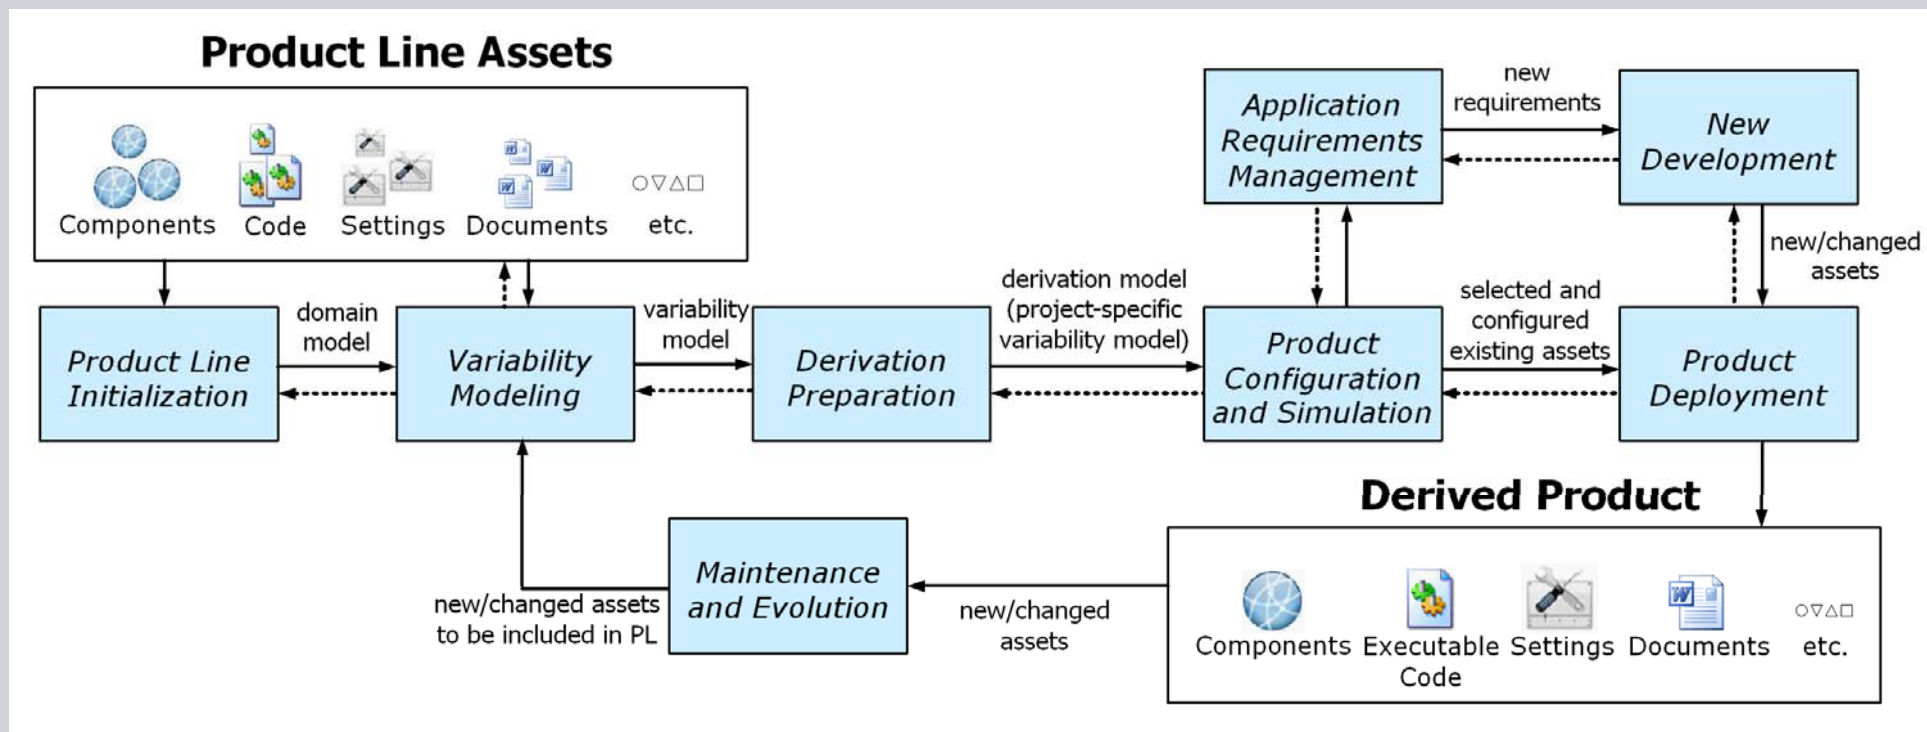 Product Line Assets
Components
Code
Settings
Documents
etc.
Product Line
Initialization
domain
model
Variability
Modeling
variability
model
Derivation
Preparation
derivation model
(project-specific
variability model)
Application
Requirements
Management
new
requirements
New
Development
new/changed
assets
Product
Configuration
and Simulation
selected and
configured
existing assets
Product
Deployment
Derived Product
Components
Executable
Code
Settings
Documents
etc.
new/changed
assets
Maintenance
and Evolution
new/changed assets
to be included in PL